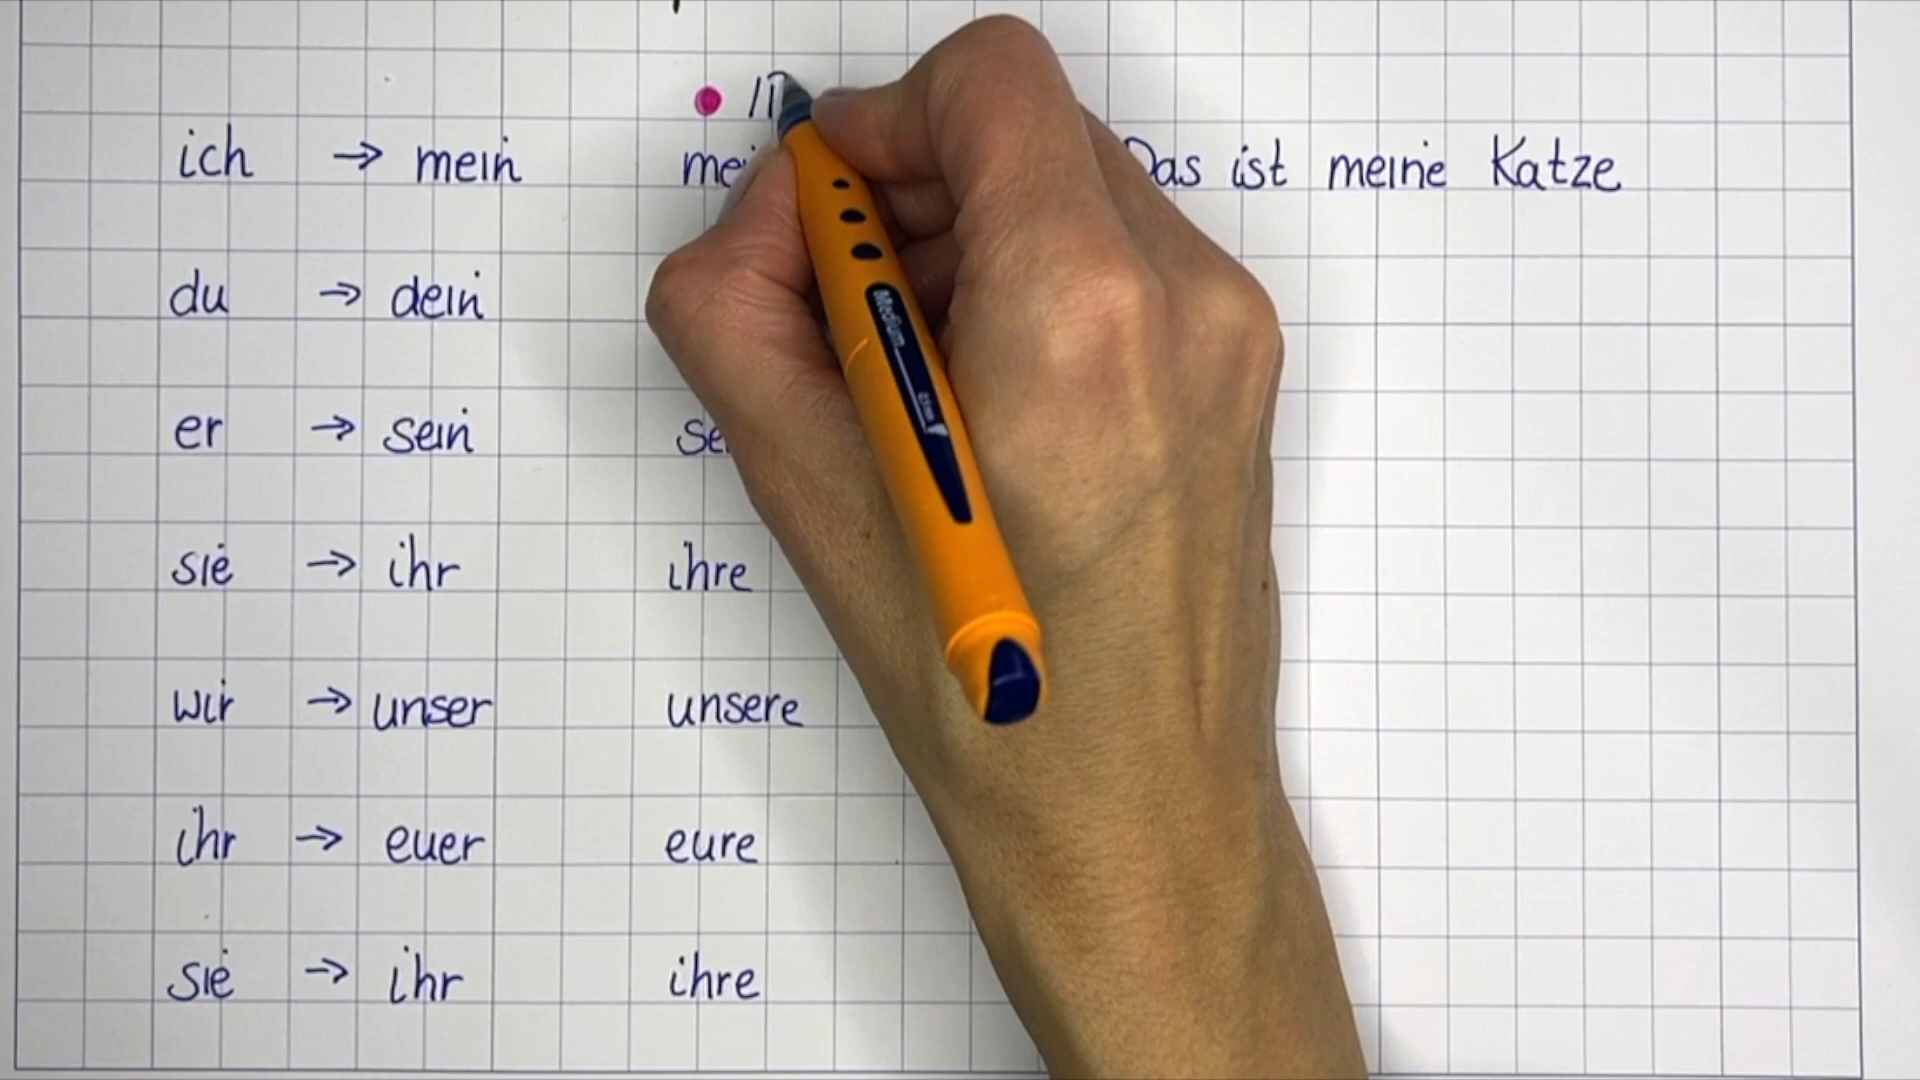 ich → mein Das ist meine Katze
du → dein
er → sein
sie → ihr ihre
wir → unser unsere
ihr → euer eure
sie → ihr ihre
Medium